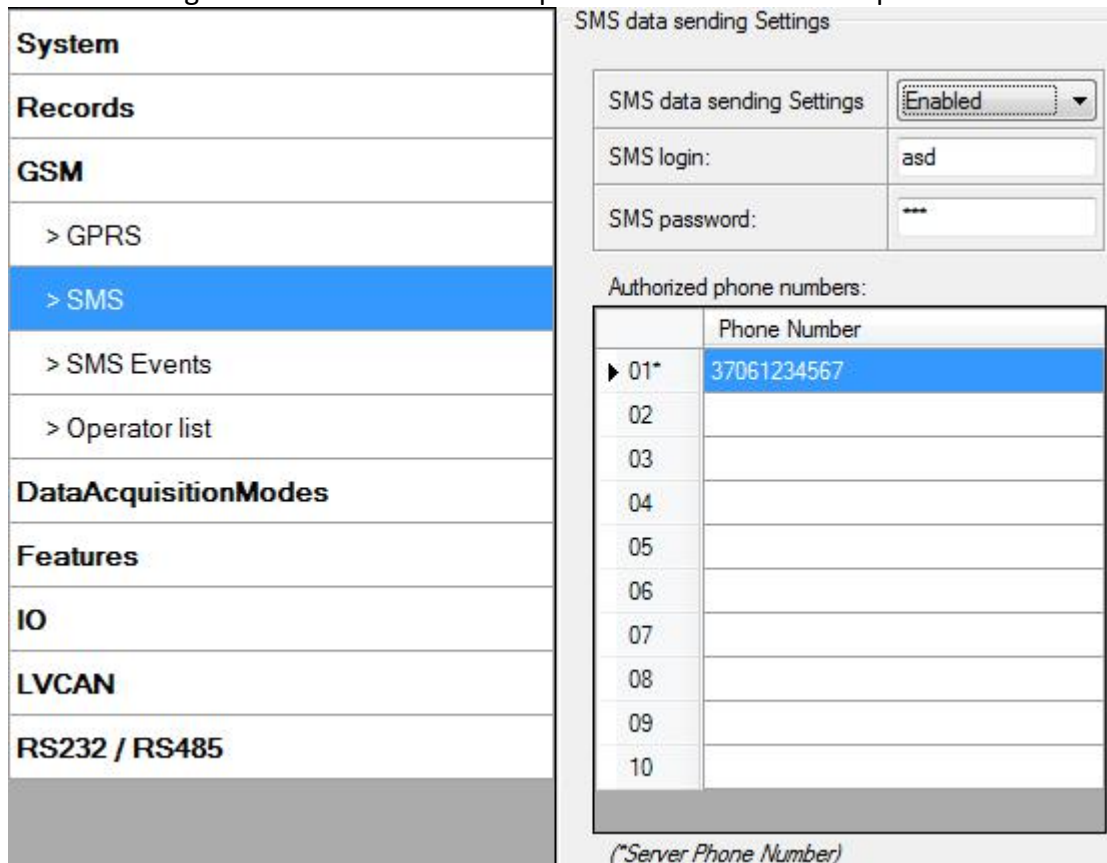 System
Records
GSM
> GPRS
> SMS
> SMS Events
> Operator list
DataAcquisitionModes
Features
IO
LVCAN
RS232 / RS485
SMS data sending Settings
SMS data sending Settings Enabled
SMS login: asd
SMS password: ***
Authorized phone numbers:
Phone Number
01* 37061234567
02
03
04
05
06
07
08
09
10
(*Server Phone Number)